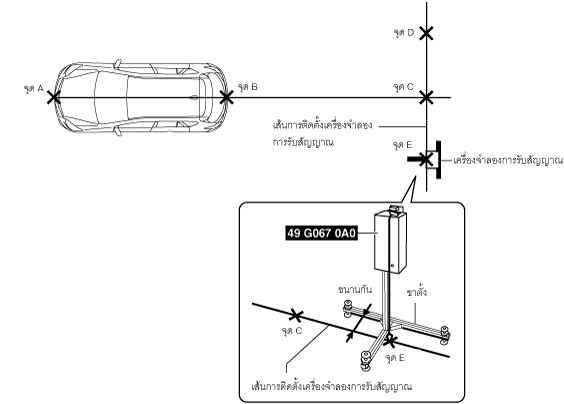 จุด D
จุด A
จุด B
จุด C
เส้นการติดตั้งเครื่องจำลอง
การรับสัญญาณ
จุด E
เครื่องจำลองการรับสัญญาณ
49 G067 0A0
ขนานกัน
ขาตั้ง
จุด C
จุด E
เส้นการติดตั้งเครื่องจำลองการรับสัญญาณ